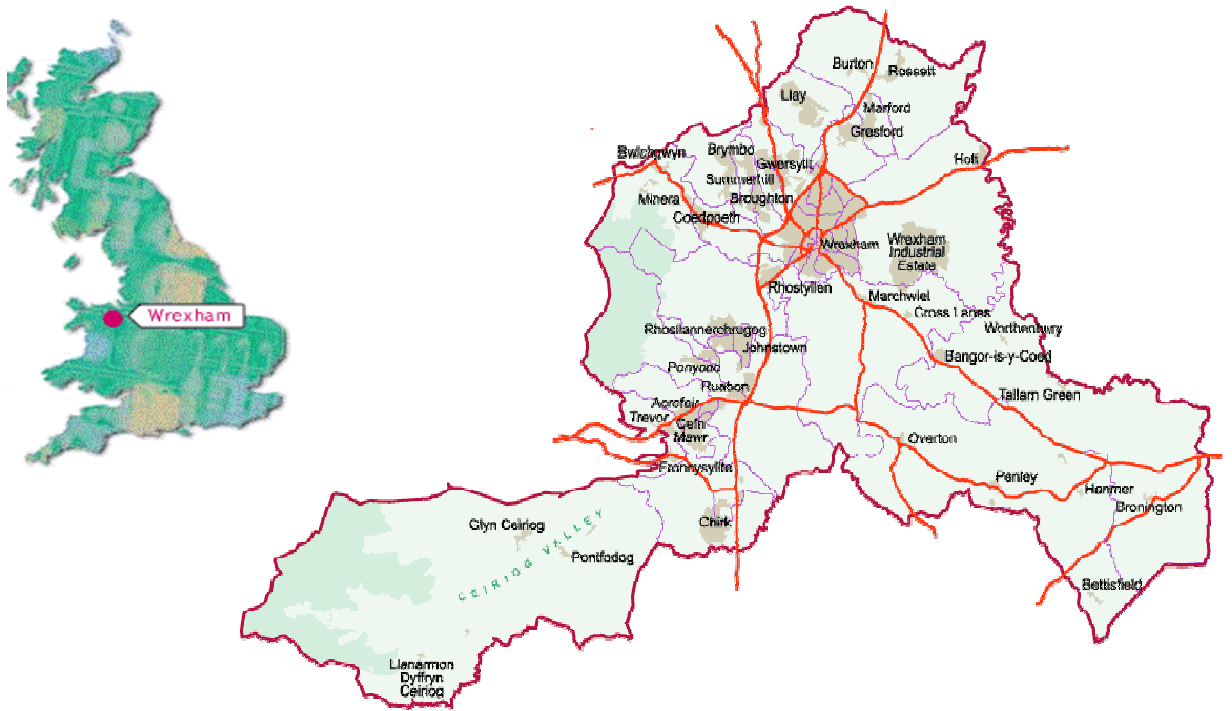 Wrexham
Burton
Rossett
Llay
Marford
Gresford
Bwlchgwyn
Brymbo
Gwersyllt
Holt
Summerhill
Minera
Broughton
Coedpoeth
Wrexham
Wrexham
Industrial
Estate
Rhostyllen
Marchwiel
Cross Lanes
Rhosllannerchrugog
Worthenbury
Johnstown
Bangor-is-y-Coed
Penycae
Ruabon
Tallarn Green
Acrefair
Trevor
Cefn
Mawr
Overton
Froncysyllte
Penley
Hanmer
Bronington
Chirk
Glyn Ceiriog
CEIRIOG VALLEY
Pontfadog
Bettisfield
Llanarmon
Dyffryn
Ceiriog